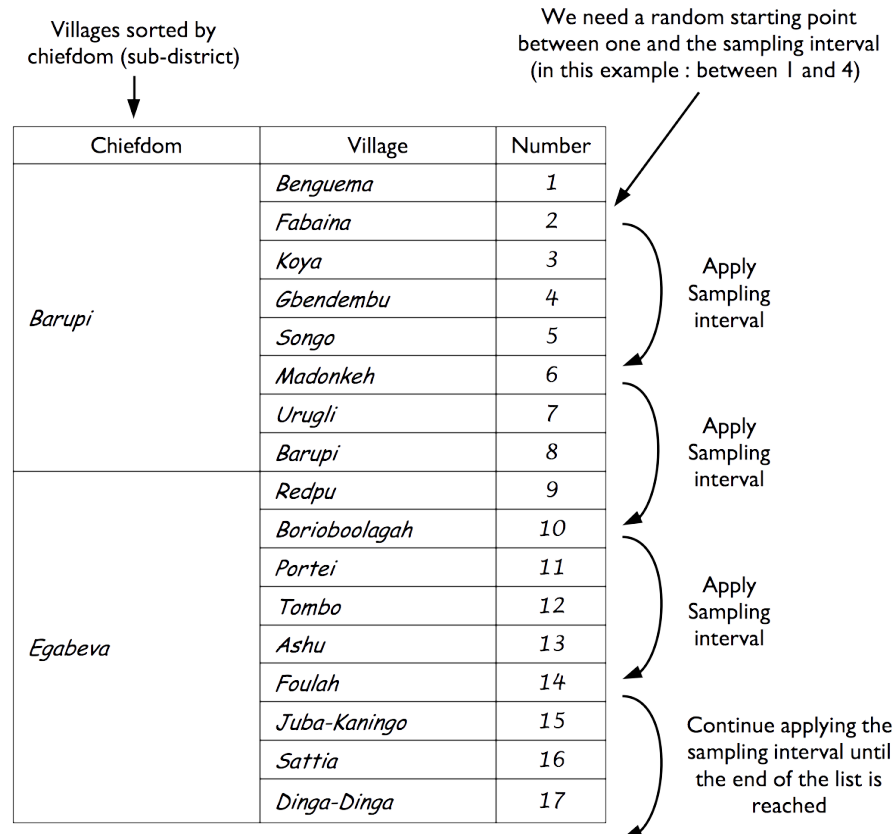 Villages sorted by
chiefdom (sub-district)
We need a random starting point
between one and the sampling interval
(in this example : between 1 and 4)
Chiefdom Village Number
Barupi
Benguema 1
Fabaina 2
Koya 3
Gbendembu 4
Songo 5
Madonkeh 6
Urugli 7
Barupi 8
Egabeva
Redpu 9
Borioboolagah 10
Portei 11
Tombo 12
Ashu 13
Foulah 14
Juba-Kaningo 15
Sattia 16
Dinga-Dinga 17
Apply
Sampling
interval
Apply
Sampling
interval
Apply
Sampling
interval
Continue applying the
sampling interval until
the end of the list is
reached